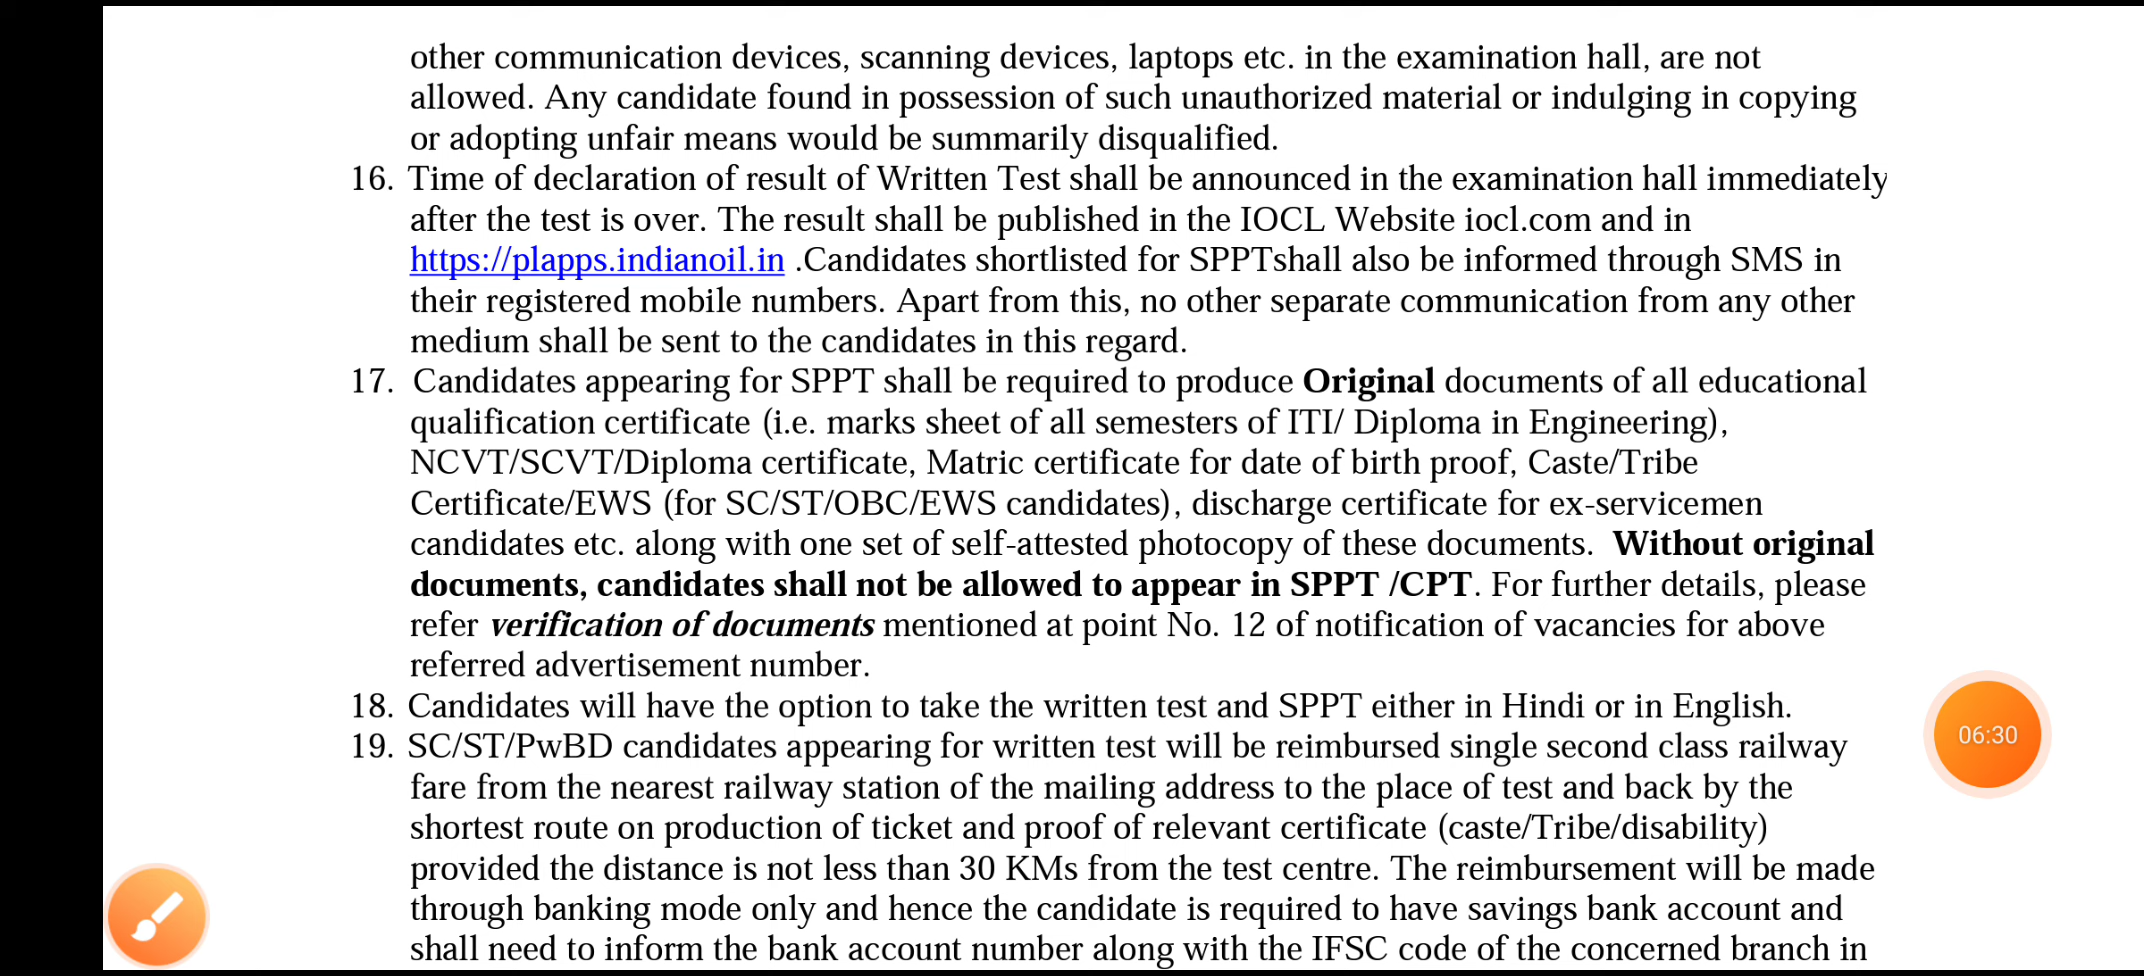 other communication devices, scanning devices, laptops etc. in the examination hall, are not
allowed. Any candidate found in possession of such unauthorized material or indulging in copying
or adopting unfair means would be summarily disqualified.
16. Time of declaration of result of Written Test shall be announced in the examination hall immediately
after the test is over. The result shall be published in the IOCL Website iocl.com and in
https://plapps.indianoil.in .Candidates shortlisted for SPPTshall also be informed through SMS in
their registered mobile numbers. Apart from this, no other separate communication from any other
medium shall be sent to the candidates in this regard.
17. Candidates appearing for SPPT shall be required to produce Original documents of all educational
qualification certificate (i.e. marks sheet of all semesters of ITI/ Diploma in Engineering),
NCVT/SCVT/Diploma certificate, Matric certificate for date of birth proof, Caste/Tribe
Certificate/EWS (for SC/ST/OBC/EWS candidates), discharge certificate for ex-servicemen
candidates etc. along with one set of self-attested photocopy of these documents. Without original
documents, candidates shall not be allowed to appear in SPPT /CPT. For further details, please
refer verification of documents mentioned at point No. 12 of notification of vacancies for above
referred advertisement number.
18. Candidates will have the option to take the written test and SPPT either in Hindi or in English.
19. SC/ST/PwBD candidates appearing for written test will be reimbursed single second class railway
fare from the nearest railway station of the mailing address to the place of test and back by the
shortest route on production of ticket and proof of relevant certificate (caste/Tribe/disability)
provided the distance is not less than 30 KMs from the test centre. The reimbursement will be made
through banking mode only and hence the candidate is required to have savings bank account and
shall need to inform the bank account number along with the IFSC code of the concerned branch in
06:30